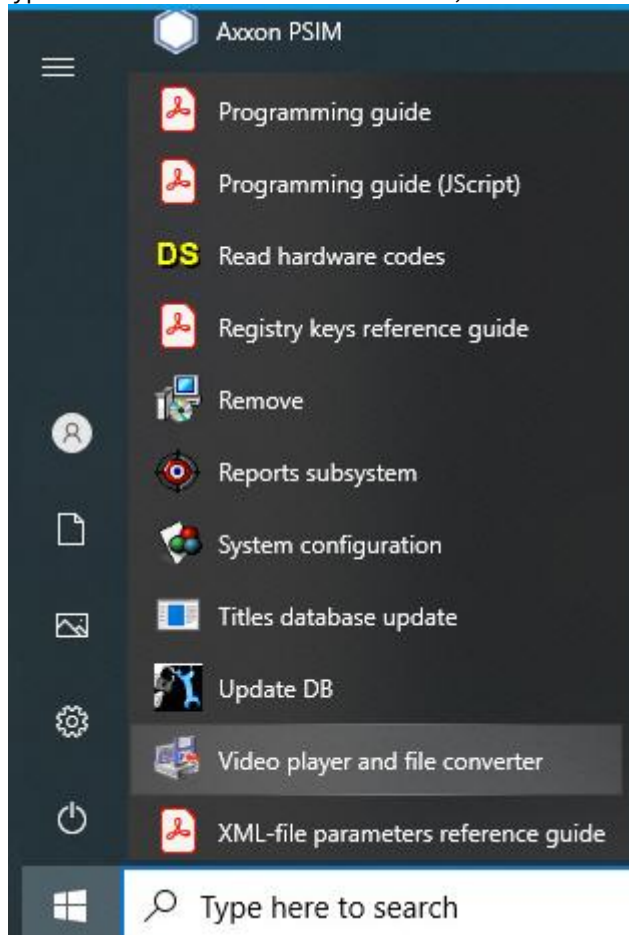 Axxon PSIM
Programming guide
Programming guide (JScript)
DS Read hardware codes
Registry keys reference guide
Remove
Reports subsystem
System configuration
Titles database update
Update DB
Video player and file converter
XML-file parameters reference guide
Type here to search